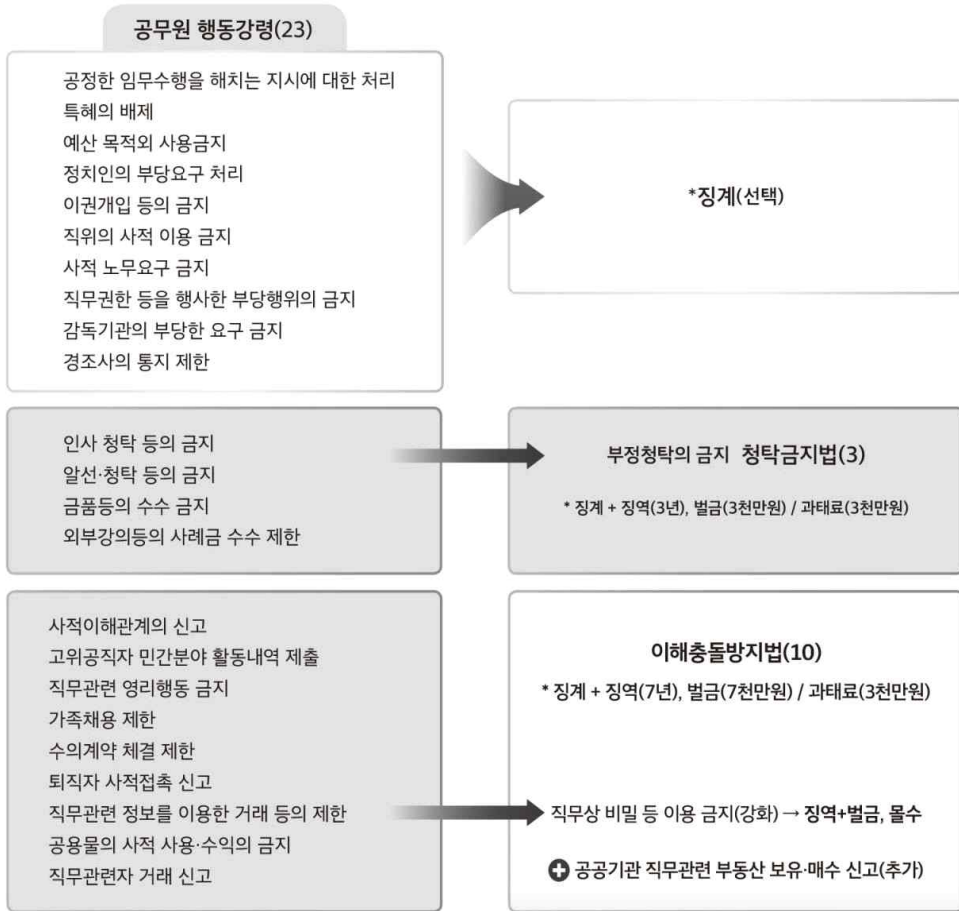 공무원 행동강령(23)
공정한 임무수행을 해치는 지시에 대한 처리
특혜의 배제
예산 목적외 사용금지
정치인의 부당요구 처리
이권개입 등의 금지
직위의 사적 이용 금지
사적 노무요구 금지
직무권한 등을 행사한 부당행위의 금지
감독기관의 부당한 요구 금지
경조사의 통지 제한
*징계(선택)
인사 청탁 등의 금지
알선·청탁 등의 금지
금품등의 수수 금지
외부강의등의 사례금 수수 제한
부정청탁의 금지 청탁금지법(3)
* 징계 + 징역(3년), 벌금(3천만원) / 과태료(3천만원)
사적이해관계의 신고
고위공직자 민간분야 활동내역 제출
직무관련 영리행동 금지
가족채용 제한
수의계약 체결 제한
퇴직자 사적접촉 신고
직무관련 정보를 이용한 거래 등의 제한
공용물의 사적 사용·수익의 금지
직무관련자 거래 신고
이해충돌방지법(10)
* 징계 + 징역(7년), 벌금(7천만원) / 과태료(3천만원)
직무상 비밀 등 이용 금지(강화) → 징역+벌금, 몰수
+ 공공기관 직무관련 부동산 보유·매수 신고(추가)